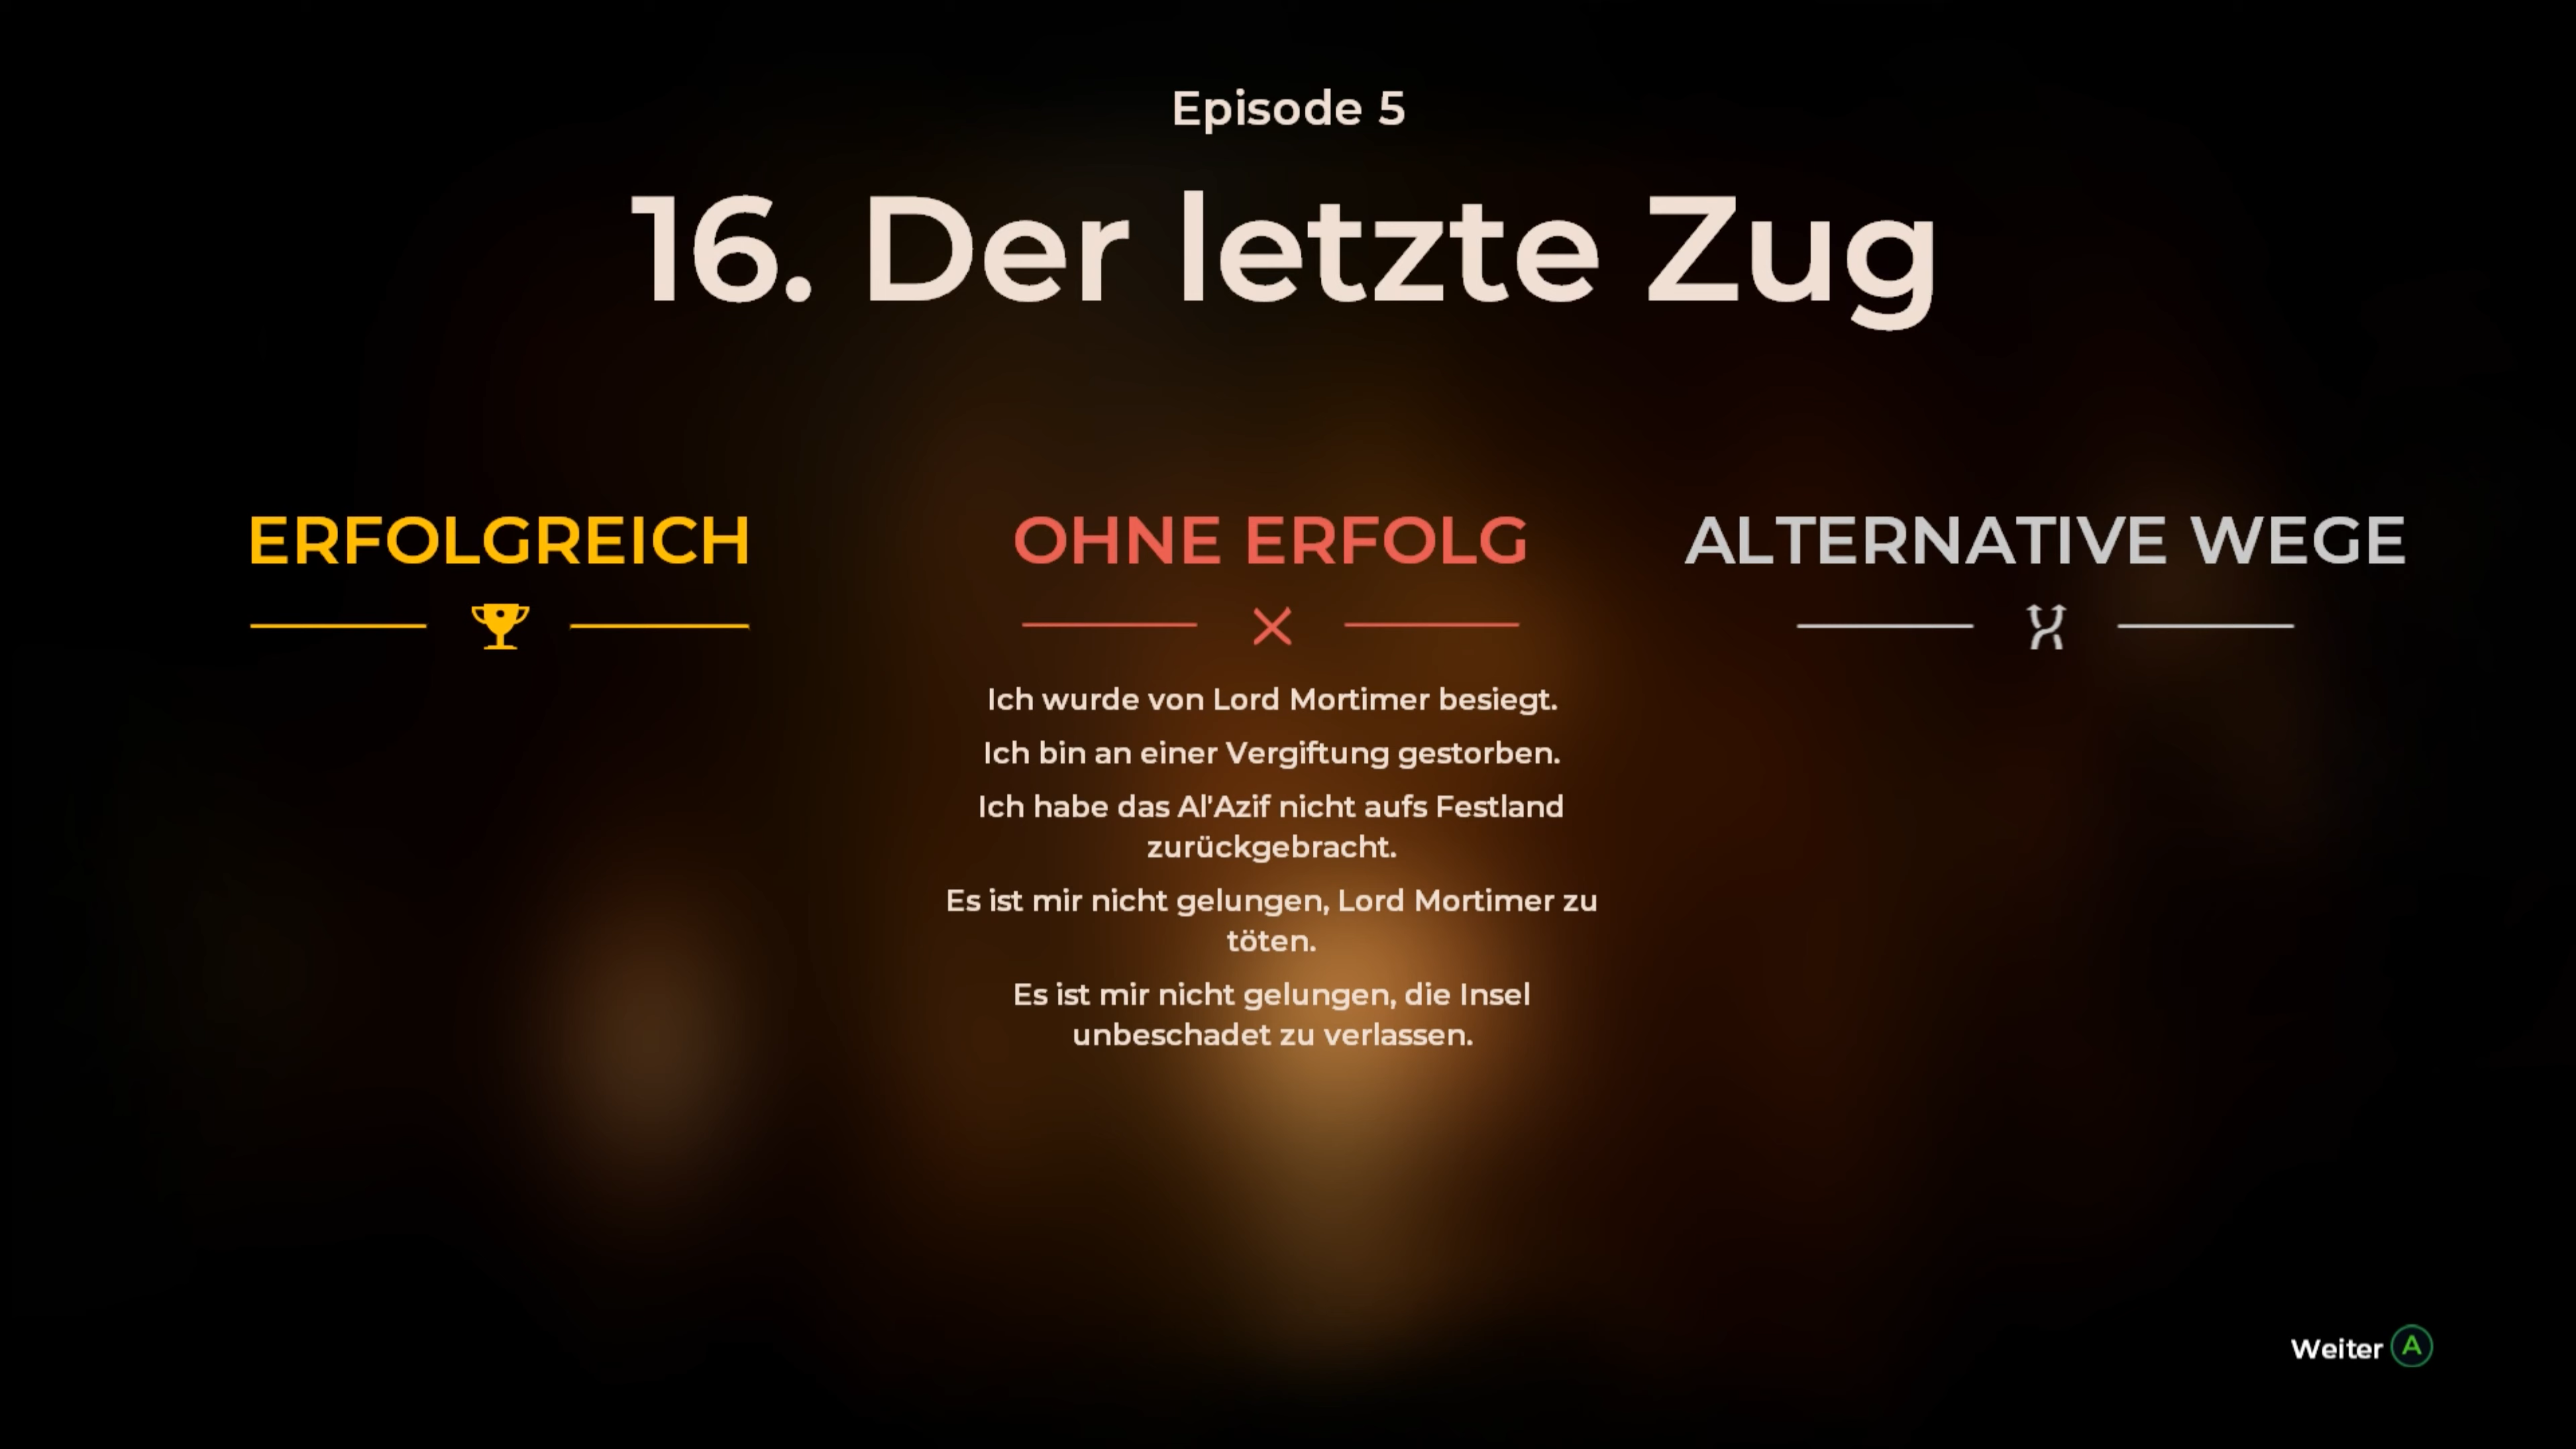 Episode 5
16. Der letzte Zug
ERFOLGREICH
OHNE ERFOLG
Ich wurde von Lord Mortimer besiegt.
Ich bin an einer Vergiftung gestorben.
Ich habe das Al'Azif nicht aufs Festland
zurückgebracht.
Es ist mir nicht gelungen, Lord Mortimer zu
töten.
Es ist mir nicht gelungen, die Insel
unbeschadet zu verlassen.
ALTERNATIVE WEGE
Weiter A